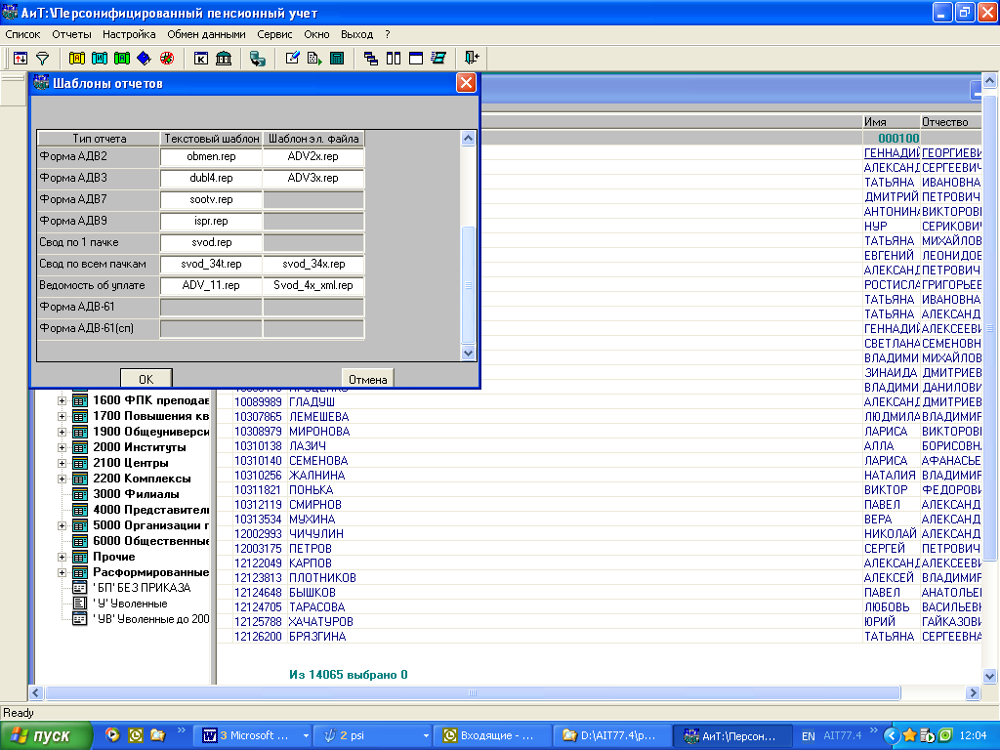 АиТ:\Персонифицированный пенсионный учет
Список Отчеты Настройка Обмен данными Сервис Окно Выход ?
Шаблоны отчетов
Тип отчета Текстовый шаблон Шаблон эл. файла
Форма АДВ2 obmen.rep ADV2x.rep
Форма АДВ3 dubl4.rep ADV3x.rep
Форма АДВ7 sootv.rep
Форма АДВ9 ispr.rep
Свод по 1 пачке svod.rep
Свод по всем пачкам svod_34t.rep svod_34x.rep
Ведомость об уплате ADV_11.rep Svod_4x_xml.rep
Форма АДВ-61
Форма АДВ-61(сп)
OK Отмена
Имя Отчество
000100
ГЕННАДИЙ ГЕОРГИЕВИ
АЛЕКСАНД СЕРГЕЕВИЧ
ТАТЬЯНА ИВАНОВНА
ДМИТРИЙ ПЕТРОВИЧ
АНТОНИНА ВИКТОРОВ
НУР СЕРИКОВИЧ
ТАТЬЯНА МИХАЙЛОВ
ЕВГЕНИЙ ЛЕОНИДОВ
АЛЕКСАНД ПЕТРОВИЧ
РОСТИСЛА ГРИГОРЬЕВ
ТАТЬЯНА ИВАНОВНА
ТАТЬЯНА АЛЕКСАНД
ГЕННАДИЙ АЛЕКСЕЕВИ
СВЕТЛАНА СЕМЕНОВН
ВЛАДИМИ МИХАЙЛОВ
ЗИНАИДА ДМИТРИЕВ
ВЛАДИМИ ДАНИЛОВИ
10089989 ГЛАДУШ АЛЕКСАНД ДМИТРИЕВ
10307865 ЛЕМЕШЕВА ЛЮДМИЛА ВЛАДИМИР
10308979 МИРОНОВА ЛАРИСА ВИКТОРОВ
10310138 ЛАЗИЧ АЛЛА БОРИСОВН
10310140 СЕМЕНОВА ЛАРИСА АФАНАСЬЕ
10310256 ЖАЛНИНА НАТАЛИЯ ВЛАДИМИР
10311821 ПОНЬКА ВИКТОР ФЕДОРОВИ
10312119 СМИРНОВ ПАВЕЛ АЛЕКСАНД
10313534 МУХИНА ВЕРА АЛЕКСАНД
12002993 ЧИЧУЛИН НИКОЛАЙ АЛЕКСАНД
12003175 ПЕТРОВ СЕРГЕЙ ПЕТРОВИЧ
12122049 КАРПОВ АЛЕКСАНД АЛЕКСЕЕВИ
12123813 ПЛОТНИКОВ АЛЕКСЕЙ ВЛАДИМИР
12124648 БЫШКОВ ПАВЕЛ АНАТОЛЬЕ
12124705 ТАРАСОВА ЛЮБОВЬ ВАСИЛЬЕВН
12125788 ХАЧАТУРОВ ЮРИЙ ГАЙКАЗОВИ
12126200 БРЯЗГИНА ТАТЬЯНА СЕРГЕЕВНА
Из 14065 выбрано 0
1600 ФПК преподав
1700 Повышения кв
1900 Общеуниверси
2000 Институты
2100 Центры
2200 Комплексы
3000 Филиалы
4000 Представител
5000 Организации г
6000 Общественные
Прочие
Расформированные
'БП' БЕЗ ПРИКАЗА
'У' Уволенные
'УВ' Уволенные до 200
Ready
пуск 3 Microsoft ... 2 psi Входящие - ... D:\AIT77.4\p... АиТ:\Персон... EN AIT77.4 12:04